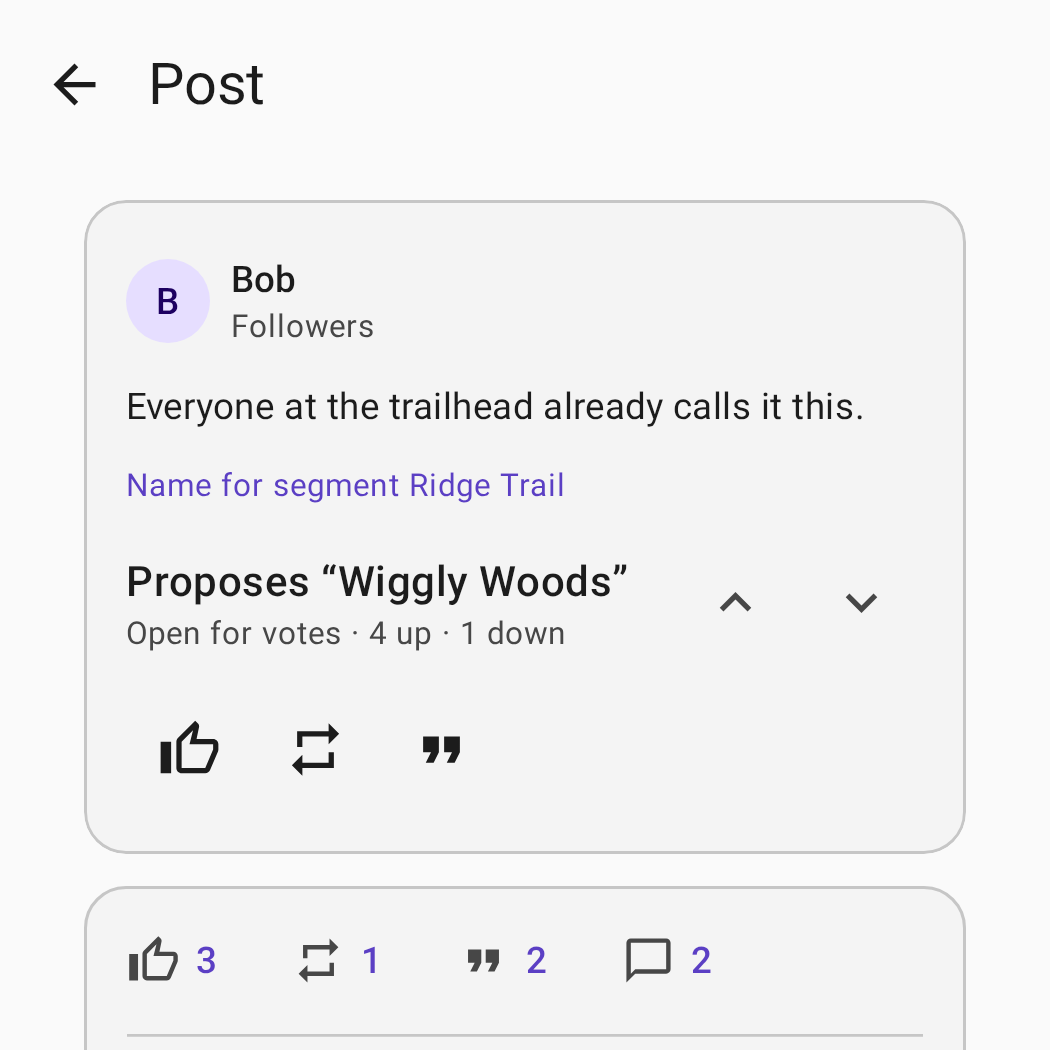 Post
B
Bob
Followers
Everyone at the trailhead already calls it this.
Name for segment Ridge Trail
Proposes “Wiggly Woods”
Open for votes · 4 up · 1 down
3 1 2 2